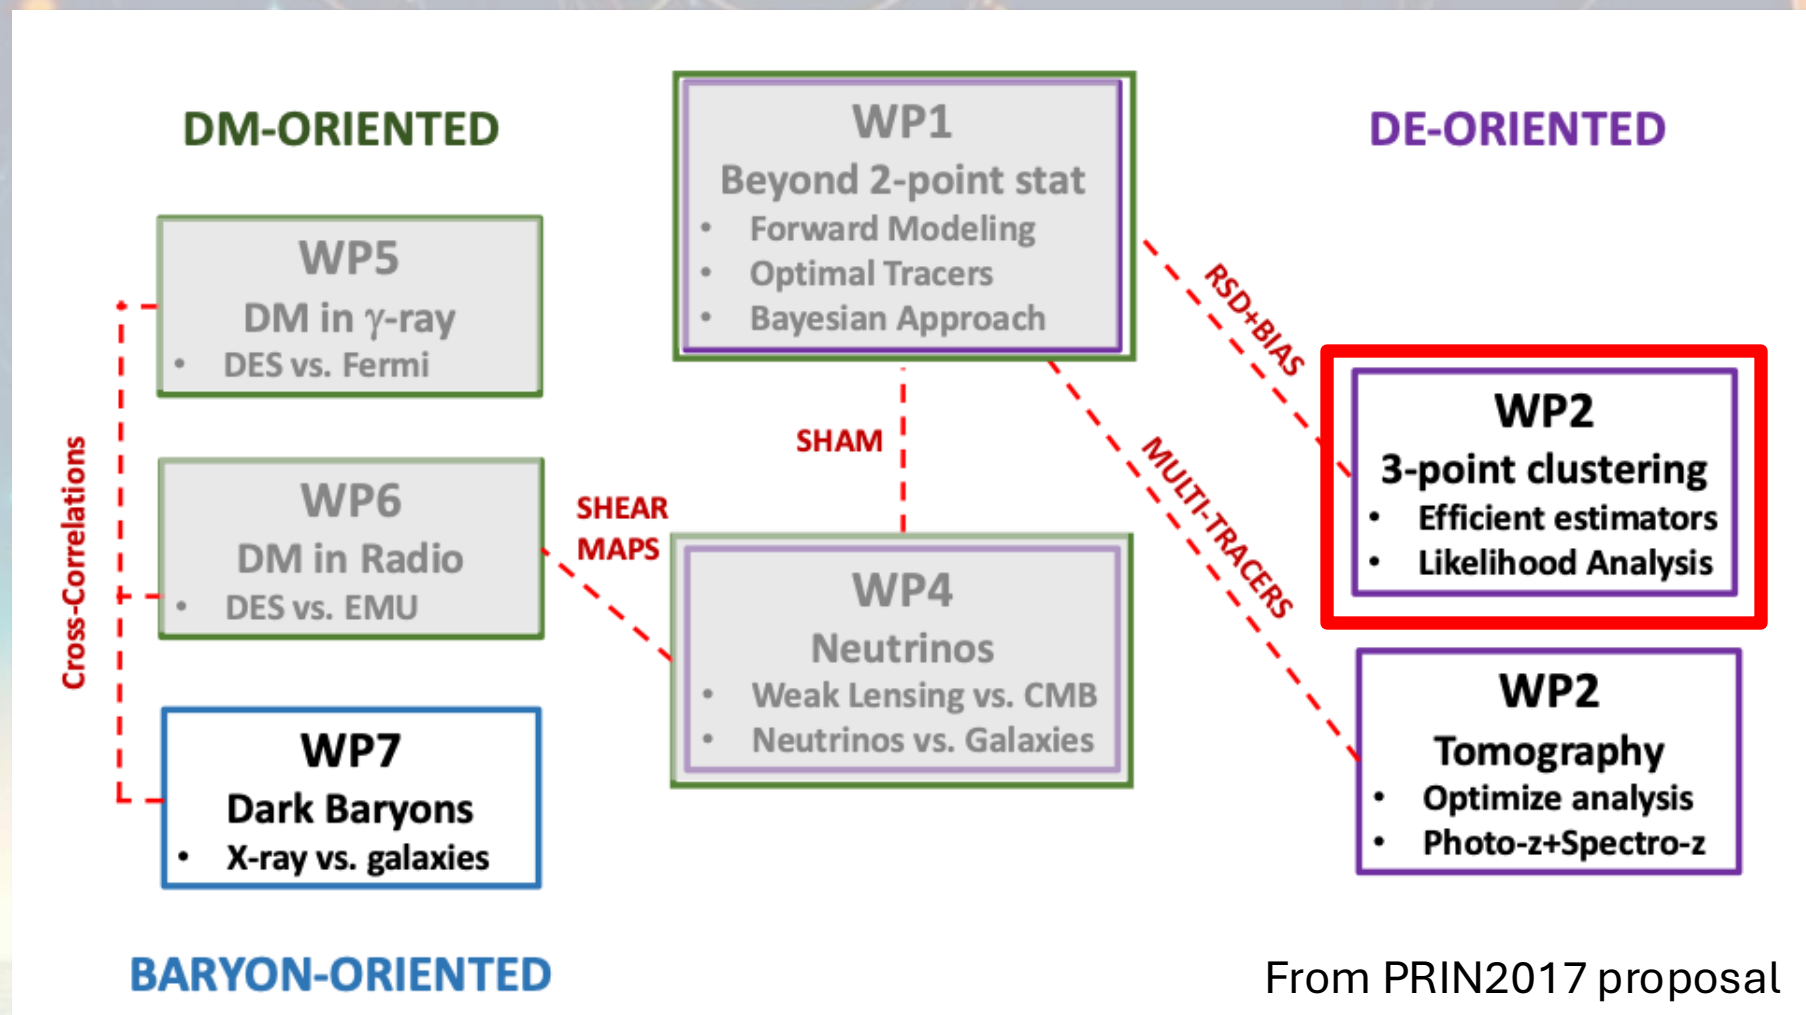 DM-ORIENTED
DE-ORIENTED
WP1
Beyond 2-point stat
• Forward Modeling
• Optimal Tracers
• Bayesian Approach
WP5
DM in γ-ray
• DES vs. Fermi
WP6
DM in Radio
• DES vs. EMU
WP7
Dark Baryons
• X-ray vs. galaxies
Cross-Correlations
SHEAR
MAPS
SHAM
WP4
Neutrinos
• Weak Lensing vs. CMB
• Neutrinos vs. Galaxies
RSD+BIAS
MULTI-TRACERS
WP2
3-point clustering
• Efficient estimators
• Likelihood Analysis
WP2
Tomography
• Optimize analysis
• Photo-z+Spectro-z
BARYON-ORIENTED
From PRIN2017 proposal